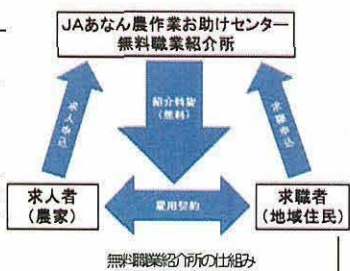 JAあなん農作業お助けセンター
無料職業紹介所
求人申込
紹介斡旋
(無料)
求職申込
求人者
(農家)
雇用契約
求職者
(地域住民)
無料職業紹介所の仕組み